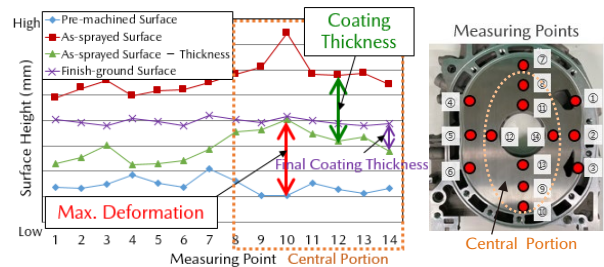 High
Pre-machined Surface
As-sprayed Surface
As-sprayed Surface − Thickness
Finish-ground Surface
Coating
Thickness
Surface Height (mm)
Final Coating Thickness
Max. Deformation
Low
1 2 3 4 5 6 7 8 9 10 11 12 13 14
Measuring Point
Central Portion
Measuring Points
⑦
⑧
④
①
⑪
⑤
⑫
⑭
②
⑥
⑬
③
⑨
⑩
Central Portion